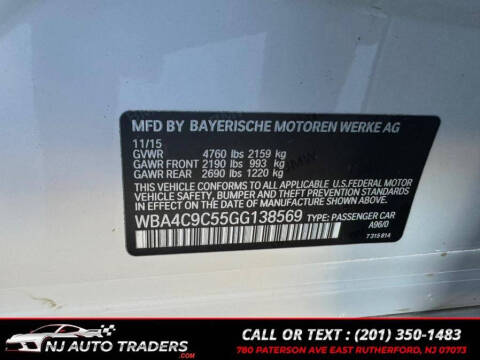 MFD BY BAYERISCHE MOTOREN WERKE AG
11/15
GVWR 4760 lbs 2159 kg
GAWR FRONT 2190 lbs 993 kg
GAWR REAR 2690 lbs 1220 kg
THIS VEHICLE CONFORMS TO ALL APPLICABLE U.S. FEDERAL MOTOR
VEHICLE SAFETY, BUMPER AND THEFT PREVENTION STANDARDS IN
EFFECT ON THE DATE OF MANUFACTURE SHOWN ABOVE.
WBA4C9C55GG138569 TYPE: PASSENGER CAR
A96/0
7 315 814
NJ AUTO TRADERS
CALL OR TEXT : (201) 350-1483
780 PATERSON AVE EAST RUTHERFORD, NJ 07073